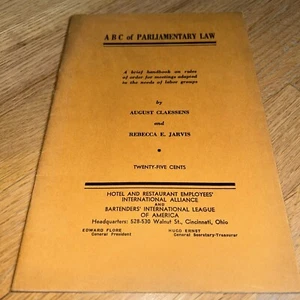 A B C of PARLIAMENTARY LAW
A brief handbook on rules
of order for meetings adapted
to the needs of labor groups
by
AUGUST CLAESSENS
and
REBECCA E. JARVIS
TWENTY-FIVE CENTS
HOTEL AND RESTAURANT EMPLOYEES'
INTERNATIONAL ALLIANCE
AND
BARTENDERS' INTERNATIONAL LEAGUE
OF AMERICA
Headquarters: 528-530 Walnut St., Cincinnati, Ohio
EDWARD FLORE HUGO ERNST
General President General Secretary-Treasurer